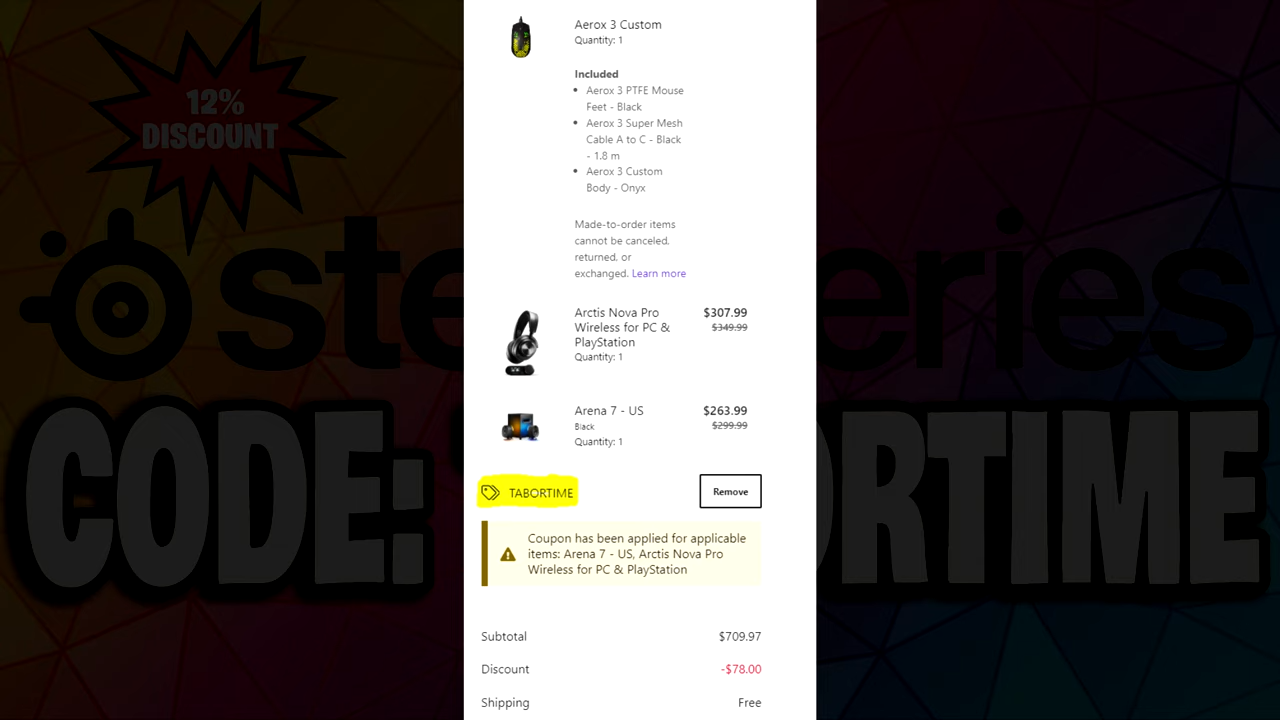 12%
DISCOUNT
steelseries
CODE: TABORTIME
Aerox 3 Custom
Quantity: 1
Included
• Aerox 3 PTFE Mouse
Feet - Black
• Aerox 3 Super Mesh
Cable A to C - Black
- 1.8 m
• Aerox 3 Custom
Body - Onyx
Made-to-order items
cannot be canceled,
returned, or
exchanged. Learn more
Arctis Nova Pro $307.99
Wireless for PC & $349.99
PlayStation
Quantity: 1
Arena 7 - US $263.99
Black $299.99
Quantity: 1
TABORTIME Remove
Coupon has been applied for applicable
items: Arena 7 - US, Arctis Nova Pro
Wireless for PC & PlayStation
Subtotal $709.97
Discount -$78.00
Shipping Free